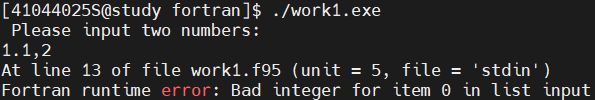 [41044025S@study fortran]$ ./work1.exe
Please input two numbers:
1.1,2
At line 13 of file work1.f95 (unit = 5, file = 'stdin')
Fortran runtime error: Bad integer for item 0 in list input